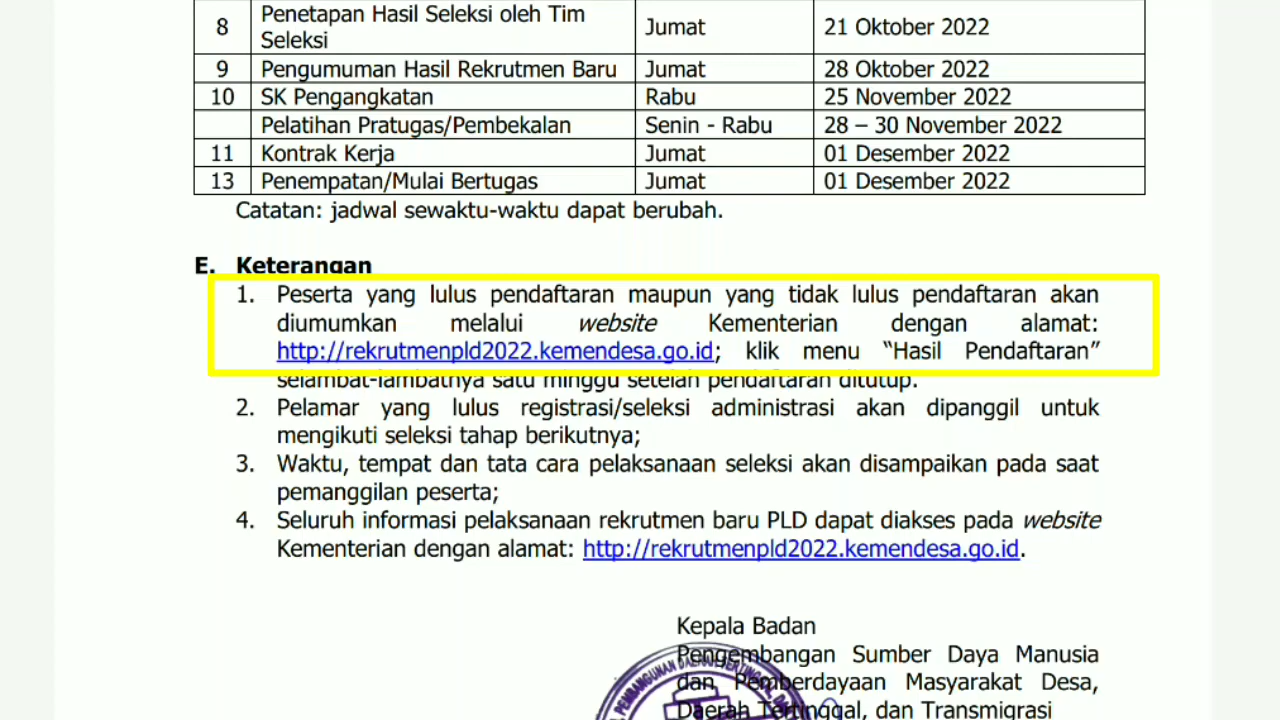 8 Penetapan Hasil Seleksi oleh Tim Seleksi Jumat 21 Oktober 2022
9 Pengumuman Hasil Rekrutmen Baru Jumat 28 Oktober 2022
10 SK Pengangkatan Rabu 25 November 2022
Pelatihan Pratugas/Pembekalan Senin - Rabu 28 – 30 November 2022
11 Kontrak Kerja Jumat 01 Desember 2022
13 Penempatan/Mulai Bertugas Jumat 01 Desember 2022
Catatan: jadwal sewaktu-waktu dapat berubah.
E. Keterangan
1. Peserta yang lulus pendaftaran maupun yang tidak lulus pendaftaran akan
diumumkan melalui website Kementerian dengan alamat:
http://rekrutmenpld2022.kemendesa.go.id; klik menu “Hasil Pendaftaran”
selambat-lambatnya satu minggu setelah pendaftaran ditutup.
2. Pelamar yang lulus registrasi/seleksi administrasi akan dipanggil untuk
mengikuti seleksi tahap berikutnya;
3. Waktu, tempat dan tata cara pelaksanaan seleksi akan disampaikan pada saat
pemanggilan peserta;
4. Seluruh informasi pelaksanaan rekrutmen baru PLD dapat diakses pada website
Kementerian dengan alamat: http://rekrutmenpld2022.kemendesa.go.id.
Kepala Badan
Pengembangan Sumber Daya Manusia
dan Pemberdayaan Masyarakat Desa,
Daerah Tertinggal, dan Transmigrasi
PEMBANGUNAN DAERAH TERTINGGAL, DA